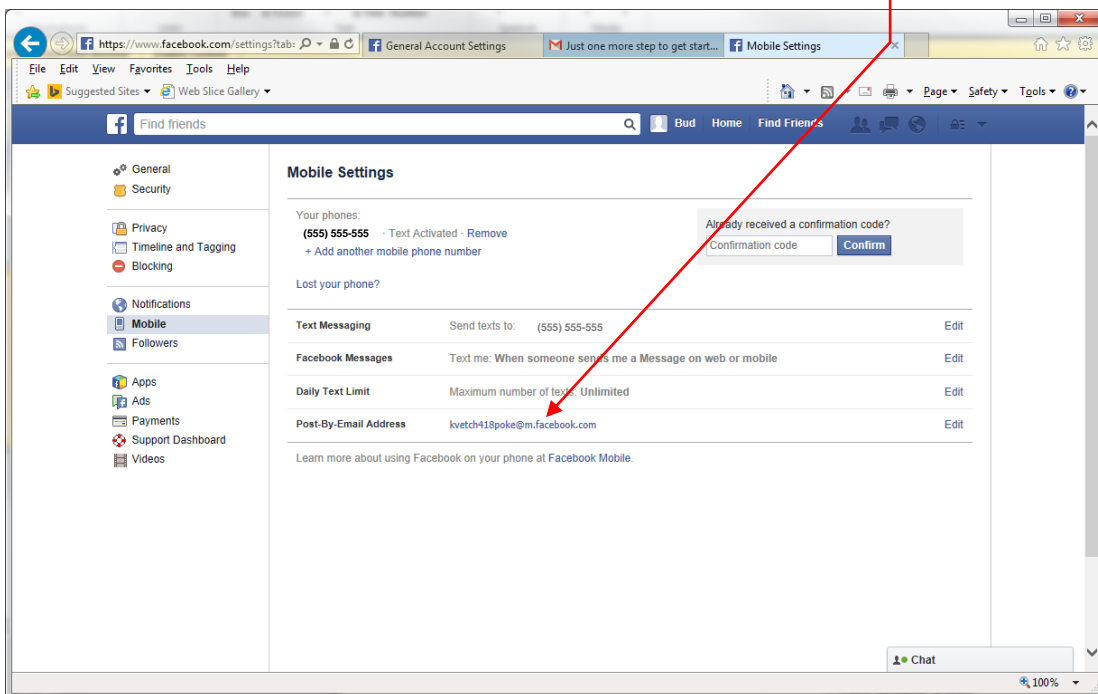 https://www.facebook.com/settings?tab: General Account Settings Just one more step to get start... Mobile Settings
File Edit View Favorites Tools Help
Suggested Sites Web Slice Gallery Page Safety Tools
Find friends Bud Home Find Friends
General
Security
Privacy
Timeline and Tagging
Blocking
Notifications
Mobile
Followers
Apps
Ads
Payments
Support Dashboard
Videos
Mobile Settings
Your phones:
(555) 555-555 · Text Activated · Remove
+ Add another mobile phone number
Lost your phone?
Already received a confirmation code?
Confirmation code Confirm
Text Messaging Send texts to: (555) 555-555 Edit
Facebook Messages Text me: When someone sends me a Message on web or mobile Edit
Daily Text Limit Maximum number of texts: Unlimited Edit
Post-By-Email Address kvetch418poke@m.facebook.com Edit
Learn more about using Facebook on your phone at Facebook Mobile.
Chat
100%